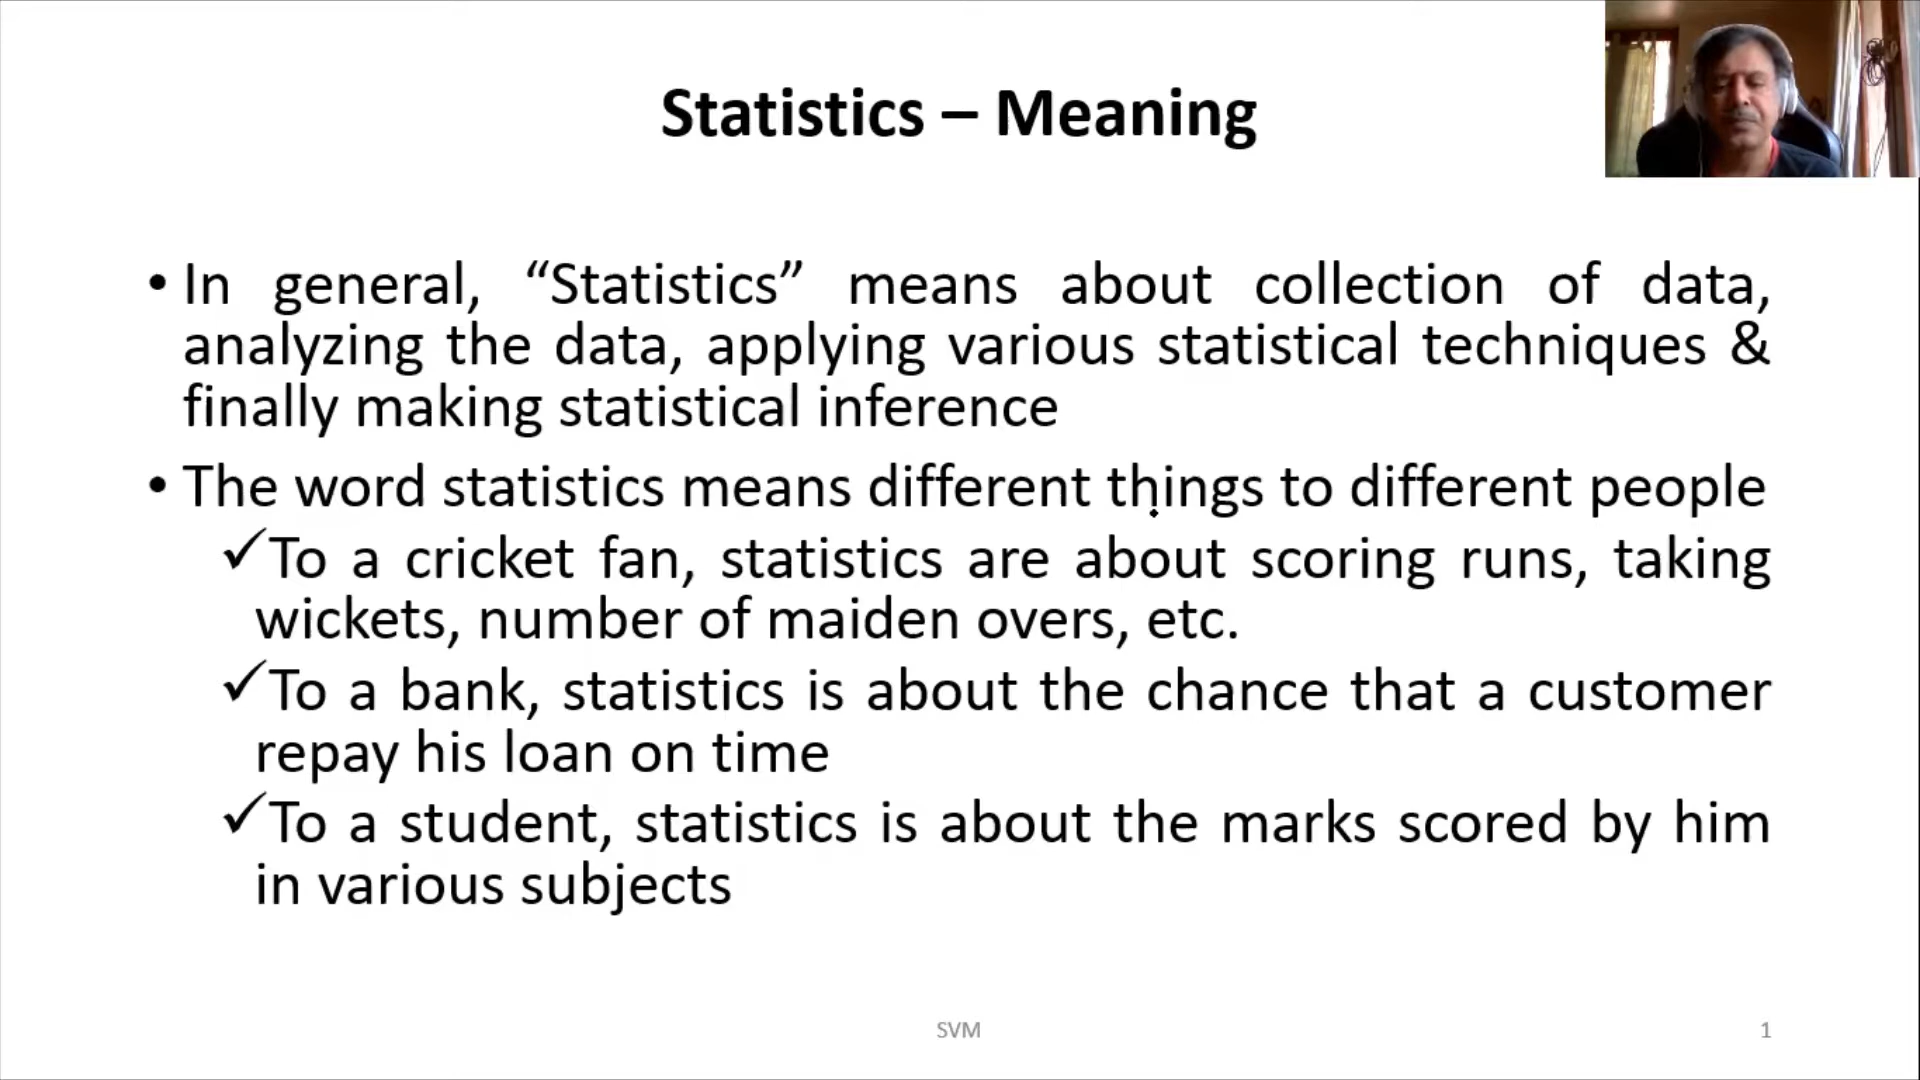 Statistics – Meaning
• In general, “Statistics” means about collection of data,
analyzing the data, applying various statistical techniques &
finally making statistical inference
• The word statistics means different things to different people
✓To a cricket fan, statistics are about scoring runs, taking
wickets, number of maiden overs, etc.
✓To a bank, statistics is about the chance that a customer
repay his loan on time
✓To a student, statistics is about the marks scored by him
in various subjects
SVM
1